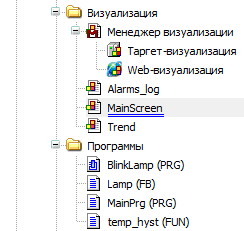 Визуализация
Менеджер визуализации
Таргет-визуализация
Web-визуализация
Alarms_log
MainScreen
Trend
Программы
BlinkLamp (PRG)
Lamp (FB)
MainPrg (PRG)
temp_hyst (FUN)